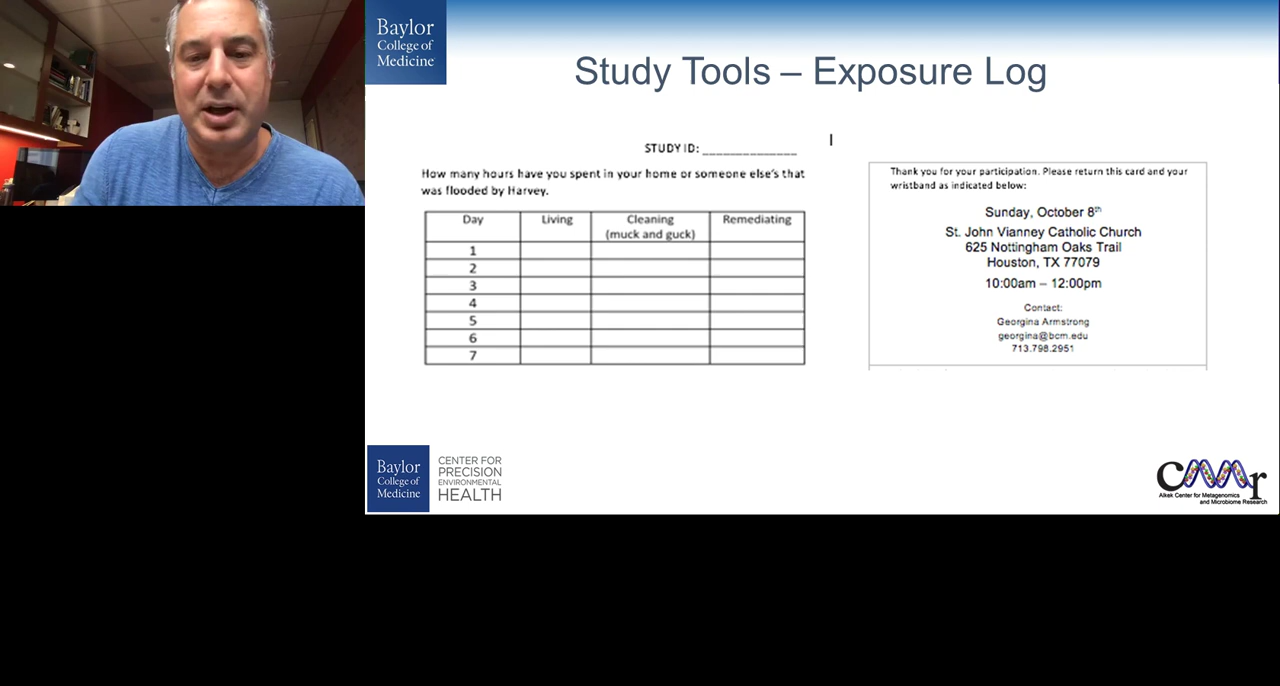 Baylor
College of
Medicine
Study Tools – Exposure Log
STUDY ID: ______________
How many hours have you spent in your home or someone else's that
was flooded by Harvey.
Day Living Cleaning Remediating
(muck and guck)
1
2
3
4
5
6
7
Thank you for your participation. Please return this card and your
wristband as indicated below:
Sunday, October 8th
St. John Vianney Catholic Church
625 Nottingham Oaks Trail
Houston, TX 77079
10:00am – 12:00pm
Contact:
Georgina Armstrong
georgina@bcm.edu
713.798.2951
Baylor
College of
Medicine
CENTER FOR
PRECISION
ENVIRONMENTAL
HEALTH
CMMr
Alkek Center for Metagenomics
and Microbiome Research